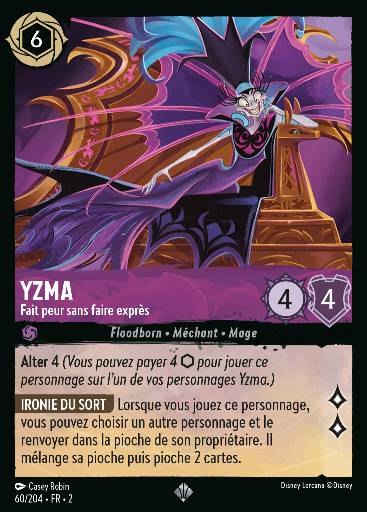 6
YZMA
Fait peur sans faire exprès
4
4
Floodborn • Méchant • Mage
Alter 4 (Vous pouvez payer 4 pour jouer ce
personnage sur l'un de vos personnages Yzma.)
IRONIE DU SORT Lorsque vous jouez ce personnage,
vous pouvez choisir un autre personnage et le
renvoyer dans la pioche de son propriétaire. Il
mélange sa pioche puis pioche 2 cartes.
Casey Robin
60/204 • FR • 2
Disney Lorcana ©Disney